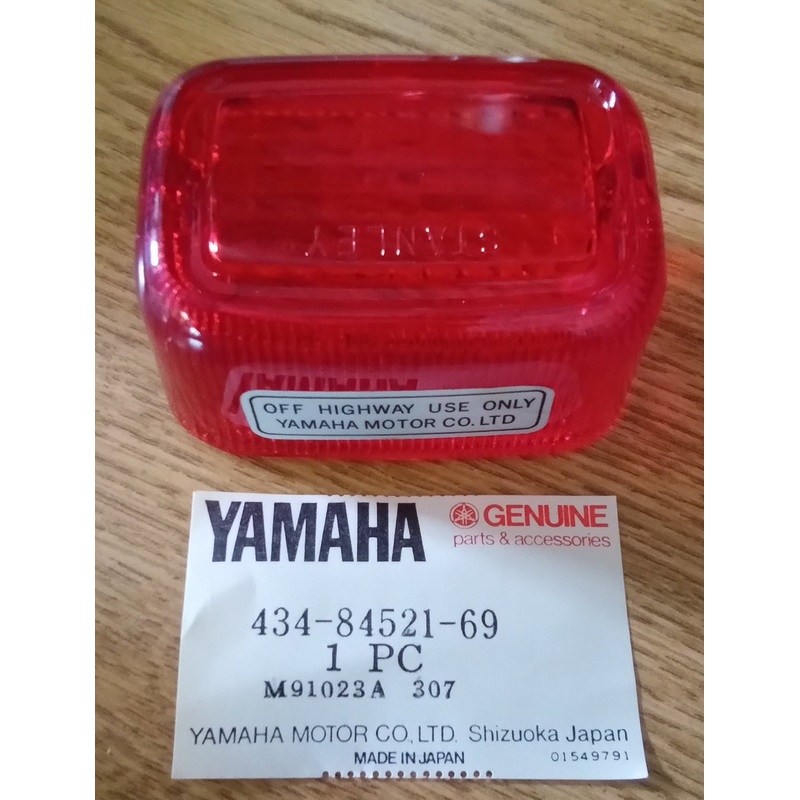 STANLEY
YAMAHA
OFF HIGHWAY USE ONLY
YAMAHA MOTOR CO. LTD
YAMAHA
GENUINE
parts & accessories
434-84521-69
1 PC
M91023A 307
YAMAHA MOTOR CO., LTD. Shizuoka Japan
MADE IN JAPAN
01549791